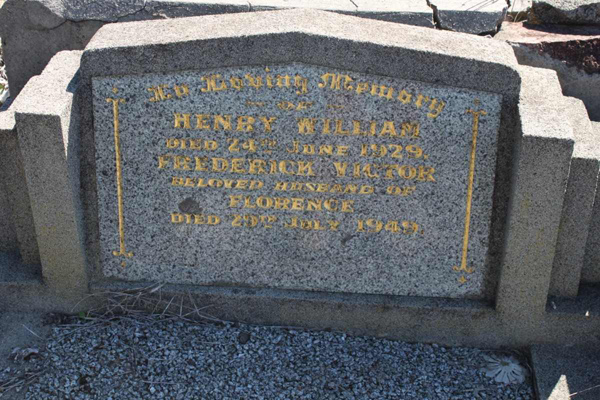 In Loving Memory
OF
HENRY WILLIAM
DIED 24TH JUNE 1929.
FREDERICK VICTOR
BELOVED HUSBAND OF
FLORENCE
DIED JULY 1949.